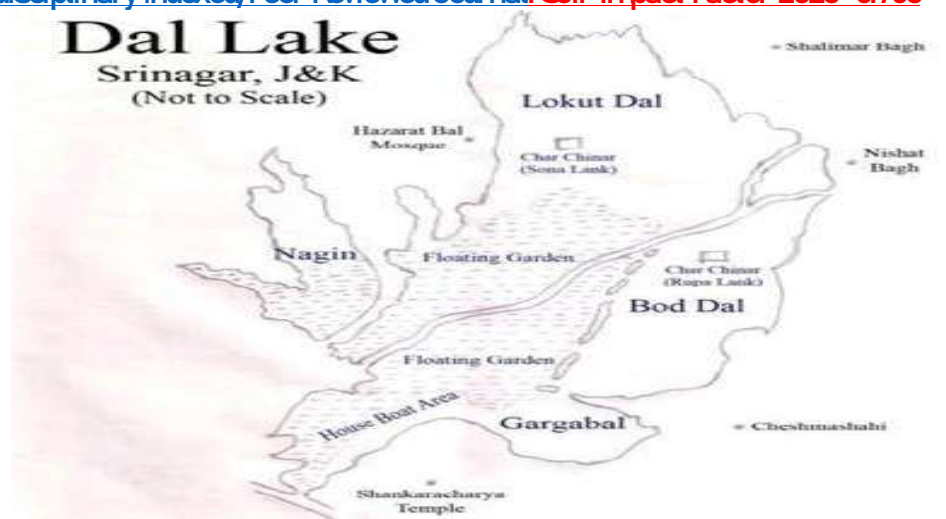 Dal Lake
Srinagar, J&K
(Not to Scale)
Shalimar Bagh
Lokut Dal
Hazarat Bal
Mosque
Char Chinar
(Sona Lank)
Nishat
Bagh
Nagin
Floating Garden
Char Chinar
(Rupa Lank)
Bod Dal
Floating Garden
House Boat Area
Gargabal
Cheshmashahi
Shankaracharya
Temple